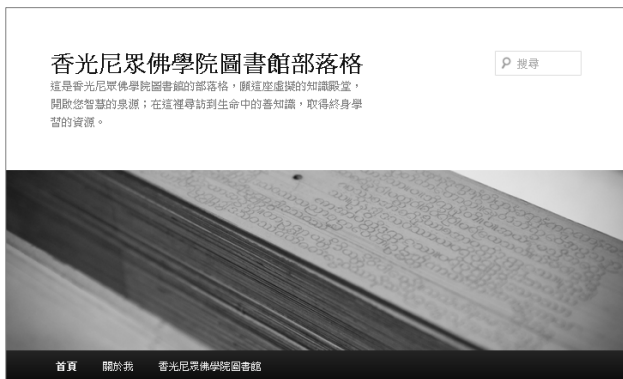 香光尼眾佛學院圖書館部落格
這是香光尼眾佛學院圖書館的部落格，願這座虛擬的知識殿堂，
開啟您智慧的泉源；在這裡尋訪到生命中的善知識，取得終身學
習的資源。
搜尋
首頁
關於我
香光尼眾佛學院圖書館